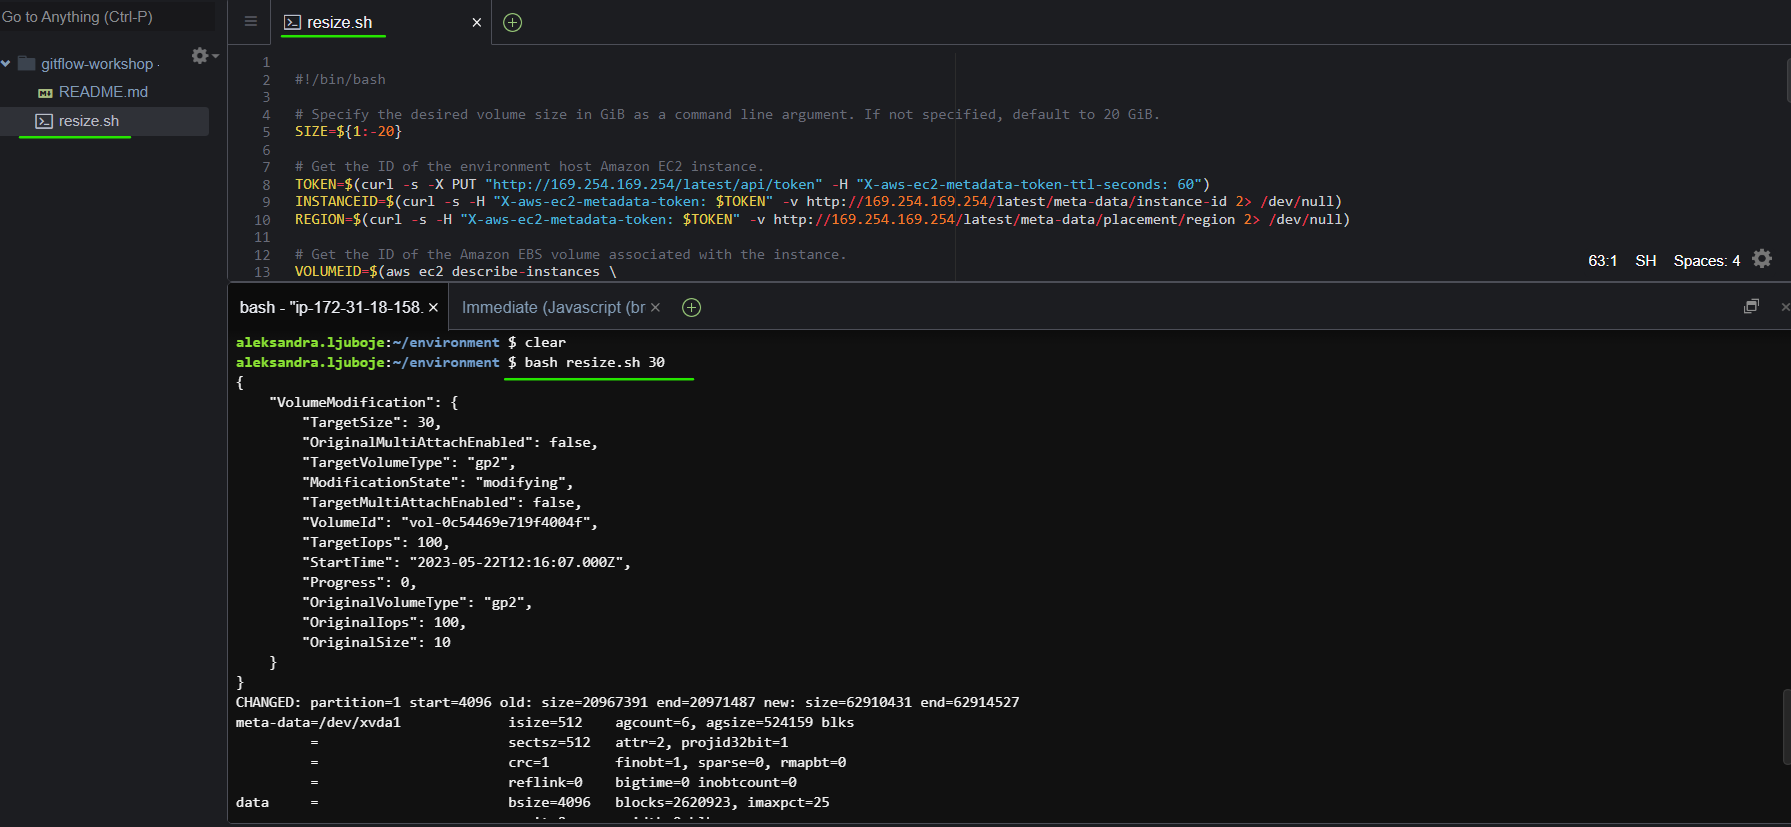 Go to Anything (Ctrl-P)
gitflow-workshop
README.md
resize.sh
resize.sh
1
2 #!/bin/bash
3
4 # Specify the desired volume size in GiB as a command line argument. If not specified, default to 20 GiB.
5 SIZE=${1:-20}
6
7 # Get the ID of the environment host Amazon EC2 instance.
8 TOKEN=$(curl -s -X PUT "http://169.254.169.254/latest/api/token" -H "X-aws-ec2-metadata-token-ttl-seconds: 60")
9 INSTANCEID=$(curl -s -H "X-aws-ec2-metadata-token: $TOKEN" -v http://169.254.169.254/latest/meta-data/instance-id 2> /dev/null)
10 REGION=$(curl -s -H "X-aws-ec2-metadata-token: $TOKEN" -v http://169.254.169.254/latest/meta-data/placement/region 2> /dev/null)
11
12 # Get the ID of the Amazon EBS volume associated with the instance.
13 VOLUMEID=$(aws ec2 describe-instances \
63:1 SH Spaces: 4
bash - "ip-172-31-18-158.
Immediate (Javascript (br
aleksandra.ljuboje:~/environment $ clear
aleksandra.ljuboje:~/environment $ bash resize.sh 30
{
    "VolumeModification": {
        "TargetSize": 30,
        "OriginalMultiAttachEnabled": false,
        "TargetVolumeType": "gp2",
        "ModificationState": "modifying",
        "TargetMultiAttachEnabled": false,
        "VolumeId": "vol-0c54469e719f4004f",
        "TargetIops": 100,
        "StartTime": "2023-05-22T12:16:07.000Z",
        "Progress": 0,
        "OriginalVolumeType": "gp2",
        "OriginalIops": 100,
        "OriginalSize": 10
    }
}
CHANGED: partition=1 start=4096 old: size=20967391 end=20971487 new: size=62910431 end=62914527
meta-data=/dev/xvda1             isize=512    agcount=6, agsize=524159 blks
         =                       sectsz=512   attr=2, projid32bit=1
         =                       crc=1        finobt=1, sparse=0, rmapbt=0
         =                       reflink=0    bigtime=0 inobtcount=0
data     =                       bsize=4096   blocks=2620923, imaxpct=25